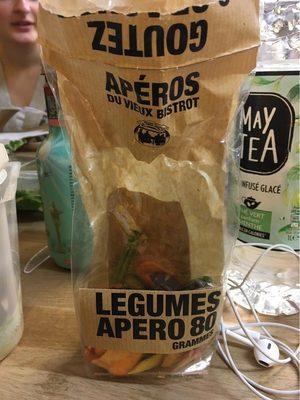 GOUTEZ
APÉROS
DU VIEUX BISTROT
LEGUMES
APERO 80
GRAMMES
MAY
TEA
INFUSÉ GLACÉ